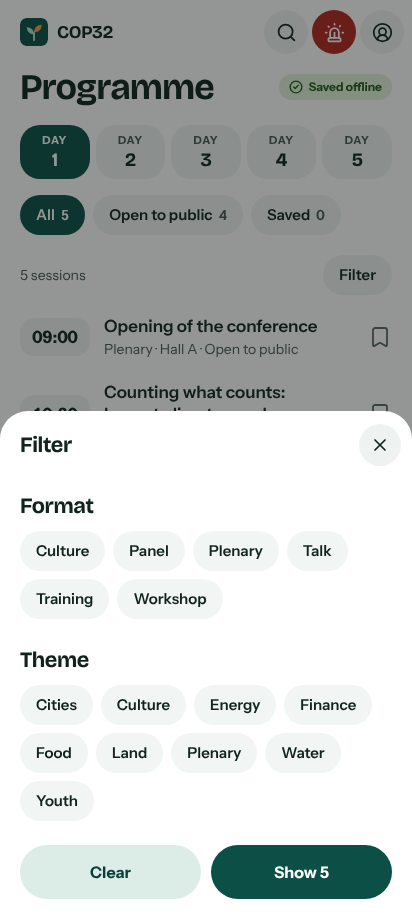 COP32
Programme
Saved offline
DAY DAY DAY DAY DAY
1 2 3 4 5
All 5 Open to public 4 Saved 0
5 sessions Filter
09:00 Opening of the conference
Plenary · Hall A · Open to public
Counting what counts:
Filter
Format
Culture Panel Plenary Talk
Training Workshop
Theme
Cities Culture Energy Finance
Food Land Plenary Water
Youth
Clear Show 5